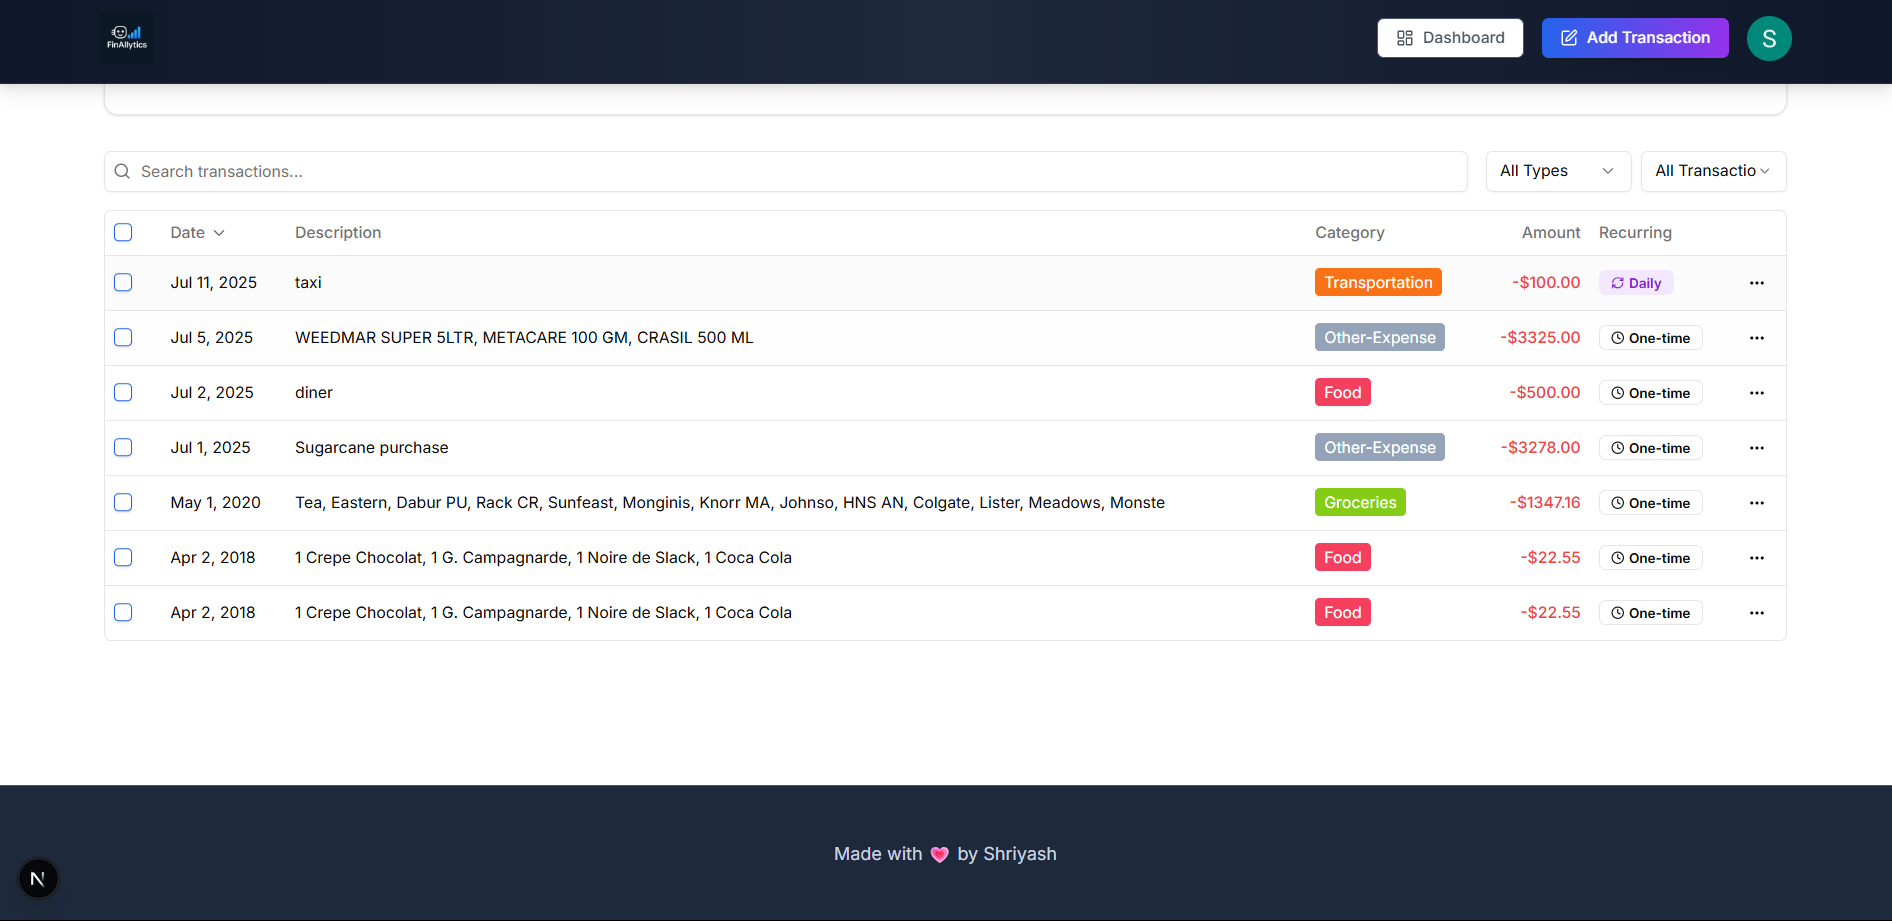 FinAIlytics
Dashboard
Add Transaction
S
Search transactions...
All Types
All Transactio
Date Description Category Amount Recurring
Jul 11, 2025 taxi Transportation -$100.00 Daily
Jul 5, 2025 WEEDMAR SUPER 5LTR, METACARE 100 GM, CRASIL 500 ML Other-Expense -$3325.00 One-time
Jul 2, 2025 diner Food -$500.00 One-time
Jul 1, 2025 Sugarcane purchase Other-Expense -$3278.00 One-time
May 1, 2020 Tea, Eastern, Dabur PU, Rack CR, Sunfeast, Monginis, Knorr MA, Johnso, HNS AN, Colgate, Lister, Meadows, Monste Groceries -$1347.16 One-time
Apr 2, 2018 1 Crepe Chocolat, 1 G. Campagnarde, 1 Noire de Slack, 1 Coca Cola Food -$22.55 One-time
Apr 2, 2018 1 Crepe Chocolat, 1 G. Campagnarde, 1 Noire de Slack, 1 Coca Cola Food -$22.55 One-time
Made with 💗 by Shriyash
N